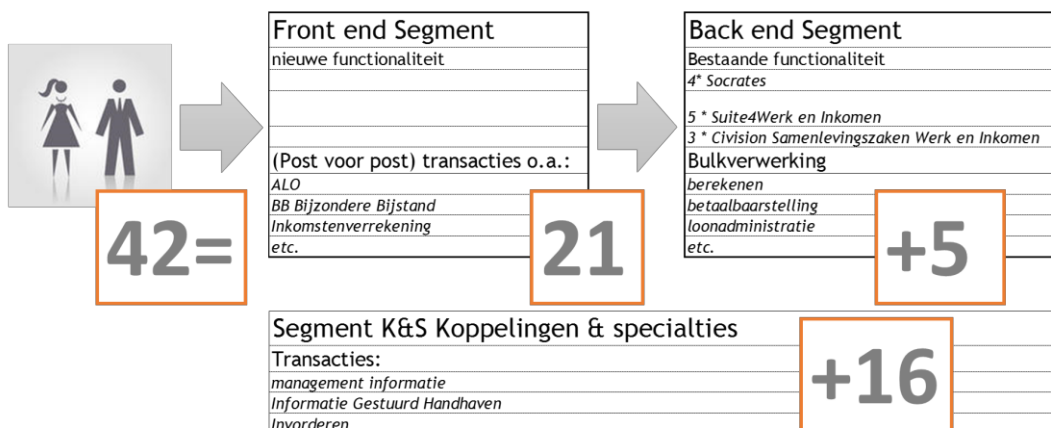 Front end Segment
nieuwe functionaliteit
(Post voor post) transacties o.a.:
ALO
BB Bijzondere Bijstand
Inkomstenverrekening
etc.
42=
21
Back end Segment
Bestaande functionaliteit
4* Socrates
5 * Suite4Werk en Inkomen
3 * Civision Samenlevingszaken Werk en Inkomen
Bulkverwerking
berekenen
betaalbaarstelling
loonadministratie
etc.
+5
Segment K&S Koppelingen & specialties
Transacties:
management informatie
Informatie Gestuurd Handhaven
Invorderen
+16